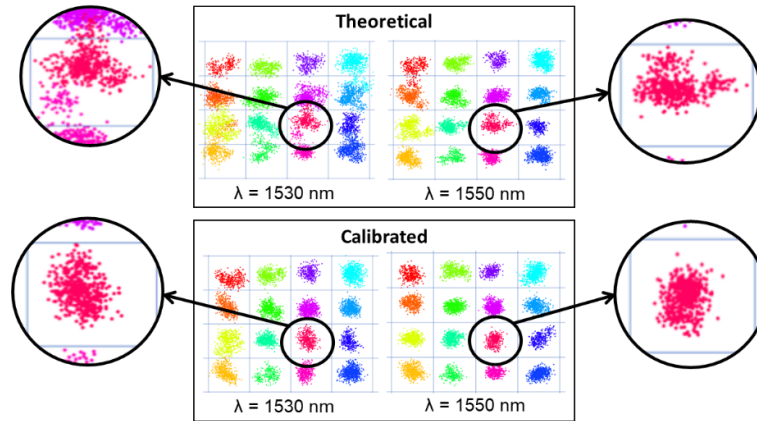 Theoretical
λ = 1530 nm
λ = 1550 nm
Calibrated
λ = 1530 nm
λ = 1550 nm